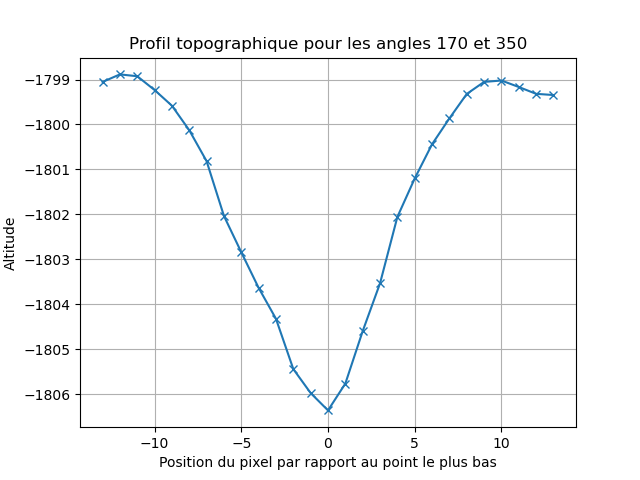 Profil topographique pour les angles 170 et 350
Altitude
−1799
−1800
−1801
−1802
−1803
−1804
−1805
−1806
−10 −5 0 5 10
Position du pixel par rapport au point le plus bas